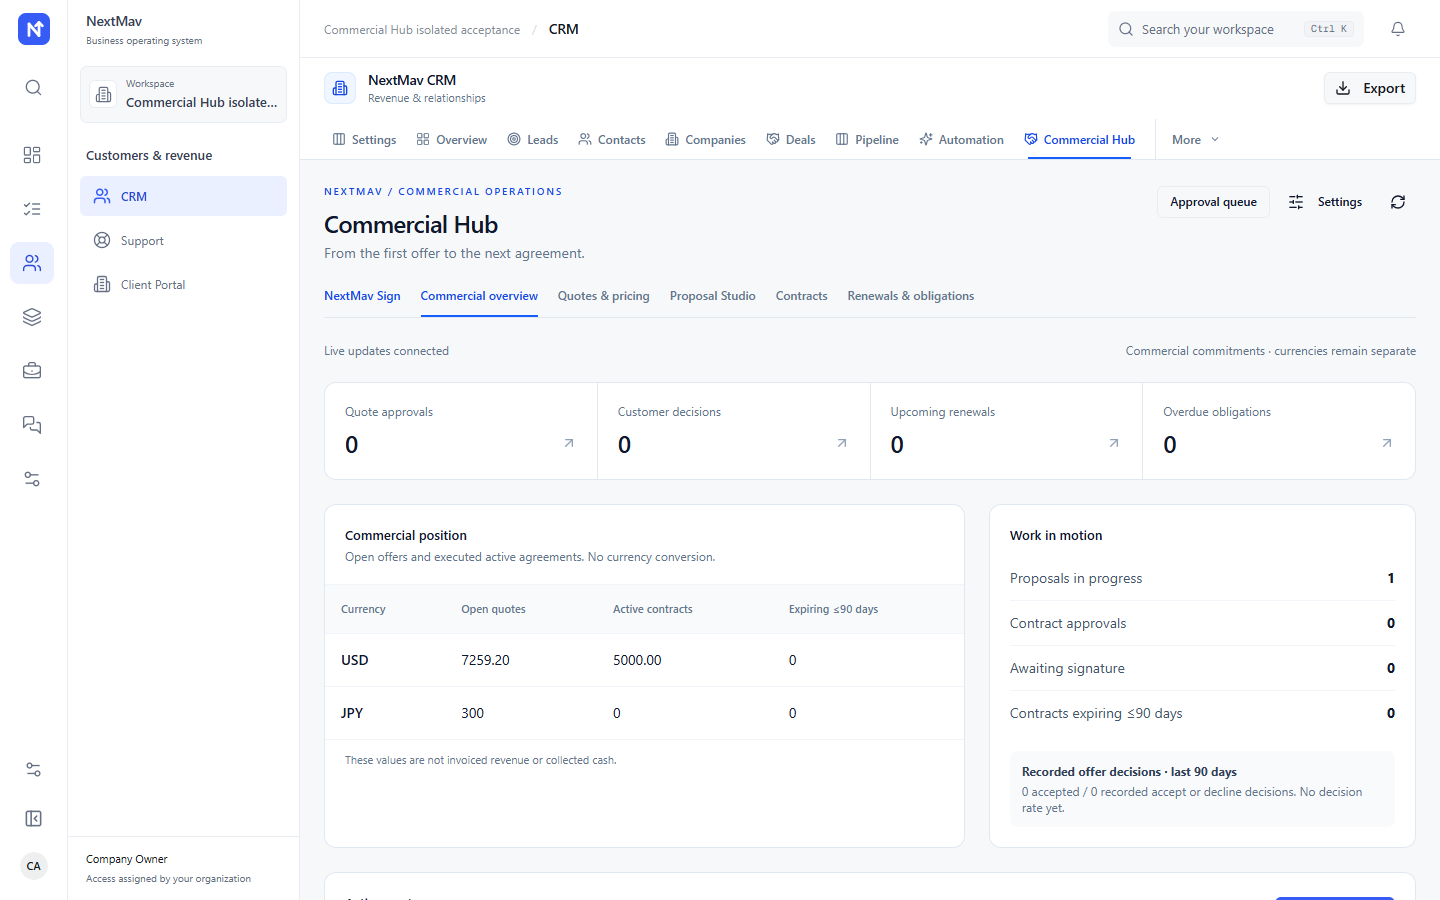 NextMav
Business operating system
Workspace
Commercial Hub isolate...
Customers & revenue
CRM
Support
Client Portal
Company Owner
Access assigned by your organization
CA
Commercial Hub isolated acceptance / CRM
Search your workspace
Ctrl K
NextMav CRM
Revenue & relationships
Export
Settings
Overview
Leads
Contacts
Companies
Deals
Pipeline
Automation
Commercial Hub
More
NEXTMAV / COMMERCIAL OPERATIONS
Commercial Hub
From the first offer to the next agreement.
Approval queue
Settings
NextMav Sign
Commercial overview
Quotes & pricing
Proposal Studio
Contracts
Renewals & obligations
Live updates connected
Commercial commitments · currencies remain separate
Quote approvals
0
Customer decisions
0
Upcoming renewals
0
Overdue obligations
0
Commercial position
Open offers and executed active agreements. No currency conversion.
Currency Open quotes Active contracts Expiring ≤90 days
USD 7259.20 5000.00 0
JPY 300 0 0
These values are not invoiced revenue or collected cash.
Work in motion
Proposals in progress 1
Contract approvals 0
Awaiting signature 0
Contracts expiring ≤90 days 0
Recorded offer decisions · last 90 days
0 accepted / 0 recorded accept or decline decisions. No decision
rate yet.